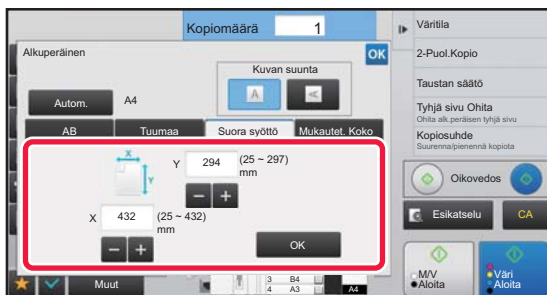 Kopiomäärä 1
Alkuperäinen
OK
Kuvan suunta
A
A
Autom.
A4
AB
Tuumaa
Suora syöttö
Mukautet. Koko
X
Y
Y 294 (25 ~ 297)
mm
X 432 (25 ~ 432)
mm
OK
Muut
3 B4
4 A3
A4
Väritila
2-Puol.Kopio
Taustan säätö
Tyhjä sivu Ohita
Ohita alk.peräisen tyhjä sivu
Kopiosuhde
Suurenna/pienennä kopiota
Oikovedos
Esikatselu
CA
M/V
Aloita
Väri
Aloita